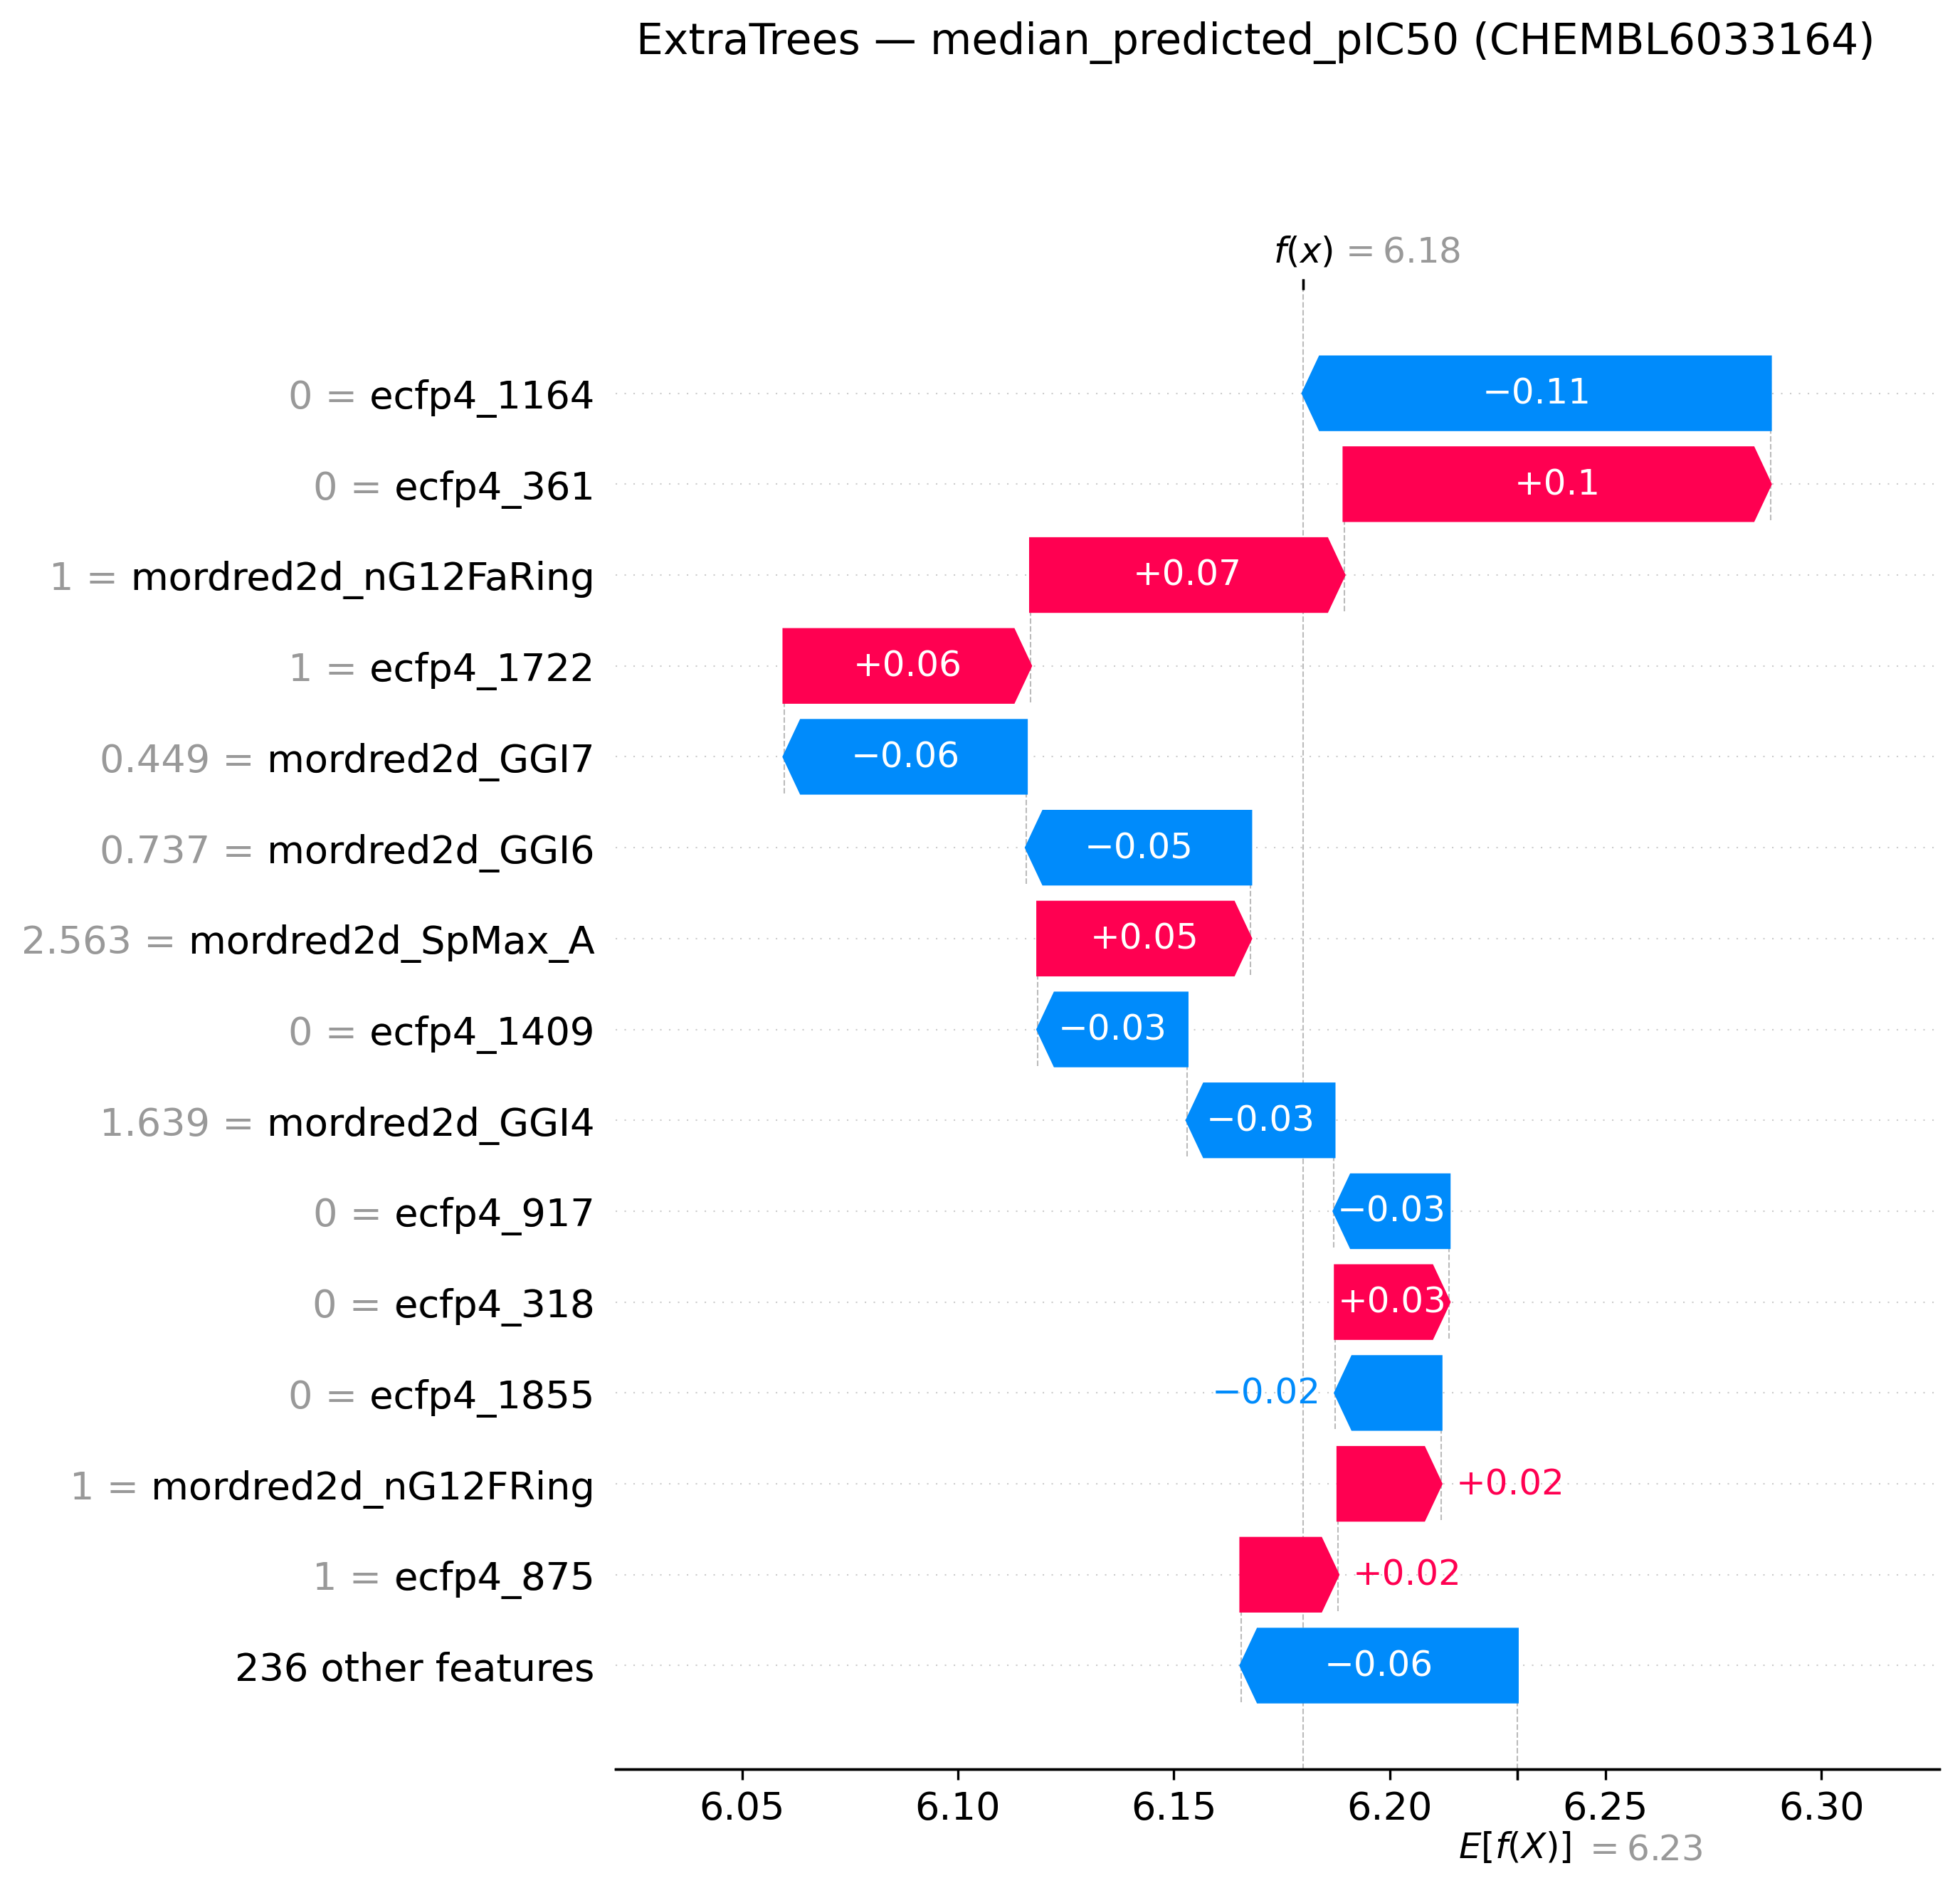 ExtraTrees — median_predicted_pIC50 (CHEMBL6033164)
f(x) = 6.18
0 = ecfp4_1164
−0.11
0 = ecfp4_361
+0.1
1 = mordred2d_nG12FaRing
+0.07
1 = ecfp4_1722
+0.06
0.449 = mordred2d_GGI7
−0.06
0.737 = mordred2d_GGI6
−0.05
2.563 = mordred2d_SpMax_A
+0.05
0 = ecfp4_1409
−0.03
1.639 = mordred2d_GGI4
−0.03
0 = ecfp4_917
−0.03
0 = ecfp4_318
+0.03
0 = ecfp4_1855
−0.02
1 = mordred2d_nG12FRing
+0.02
1 = ecfp4_875
+0.02
236 other features
−0.06
6.05 6.10 6.15 6.20 6.25 6.30
E[f(X)] = 6.23